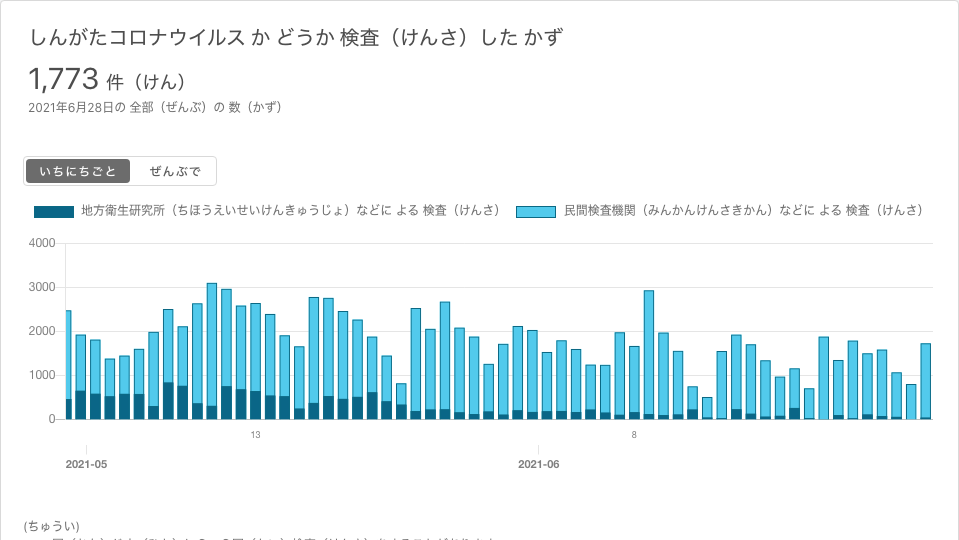 しんがたコロナウイルス か どうか 検査（けんさ）した かず
1,773 件（けん）
2021年6月28日の 全部（ぜんぶ）の 数（かず）
いちにちごと ぜんぶで
地方衛生研究所（ちほうえいせいけんきゅうじょ）などに よる 検査（けんさ） 民間検査機関（みんかんけんさきかん）などに よる 検査（けんさ）
4000
3000
2000
1000
0
13 8
2021-05 2021-06
(ちゅうい)